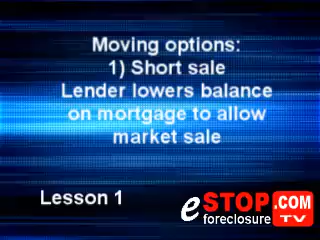 Moving options:
1) Short sale
Lender lowers balance
on mortgage to allow
market sale
Lesson 1
eSTOP.COM
foreclosure TV